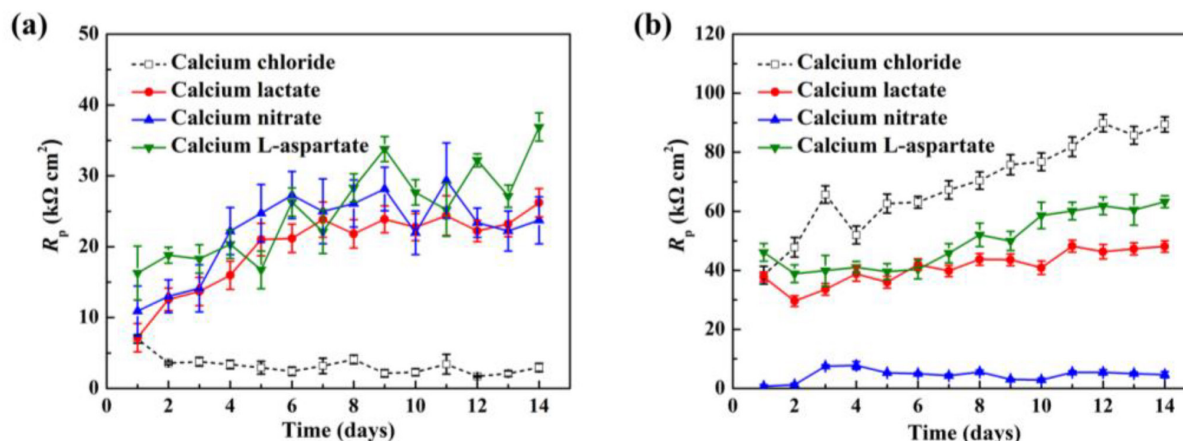 (a)
50
40
30
20
10
0
Rp (kΩ cm²)
Calcium chloride
Calcium lactate
Calcium nitrate
Calcium L-aspartate
0 2 4 6 8 10 12 14
Time (days)
(b)
120
100
80
60
40
20
0
Rp (kΩ cm²)
Calcium chloride
Calcium lactate
Calcium nitrate
Calcium L-aspartate
0 2 4 6 8 10 12 14
Time (days)